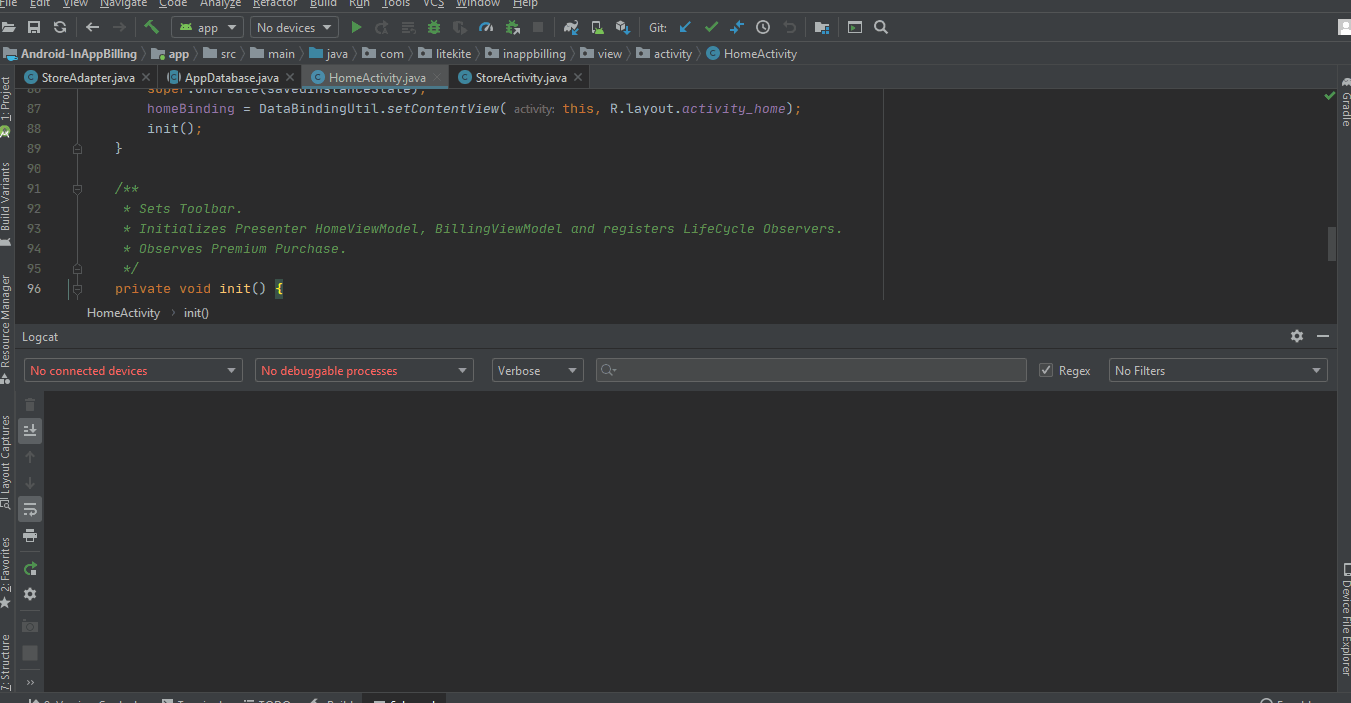 File Edit View Navigate Code Analyze Refactor Build Run Tools VCS Window Help
app No devices Git:
Android-InAppBilling app src main java com litekite inappbilling view activity HomeActivity
StoreAdapter.java AppDatabase.java HomeActivity.java StoreActivity.java
86 super.onCreate(savedInstanceState);
87 homeBinding = DataBindingUtil.setContentView( activity: this, R.layout.activity_home);
88 init();
89 }
90
91 /**
92 * Sets Toolbar.
93 * Initializes Presenter HomeViewModel, BillingViewModel and registers LifeCycle Observers.
94 * Observes Premium Purchase.
95 */
96 private void init() {
HomeActivity › init()
Logcat
No connected devices No debuggable processes Verbose Regex No Filters
1: Project
Build Variants
Resource Manager
Layout Captures
2: Favorites
7: Structure
Gradle
Device File Explorer
TODO